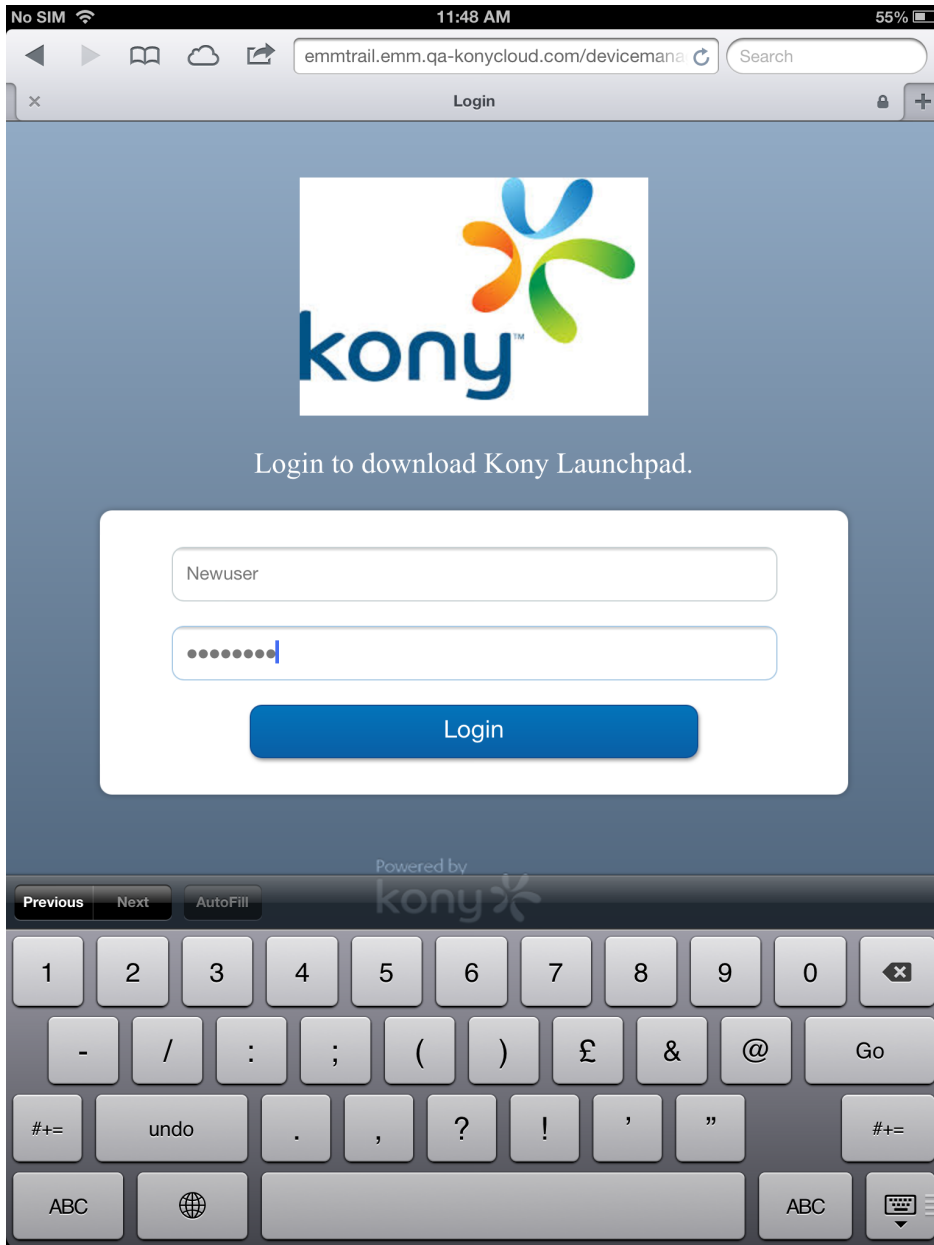 No SIM 11:48 AM 55%
emmtrail.emm.qa-konycloud.com/devicemana Search
Login
kony™
Login to download Kony Launchpad.
Newuser
••••••••
Login
Powered by
kony
Previous Next AutoFill
1 2 3 4 5 6 7 8 9 0
- / : ; ( ) £ & @ Go
#+= undo . , ? ! ’ ” #+=
ABC ABC